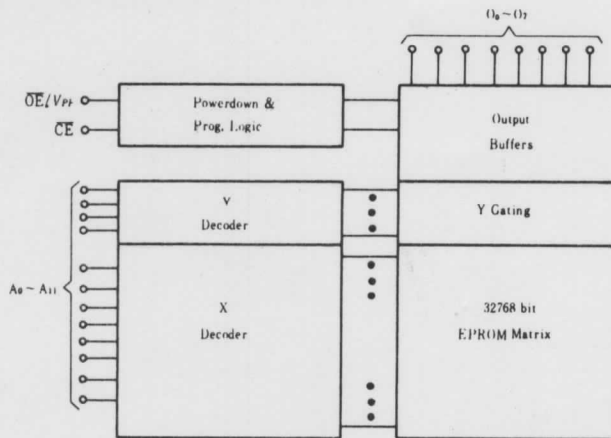 O₀ ~ O₇
OE/VPP
CE
Powerdown &
Prog. Logic
Output
Buffers
Y
Decoder
Y Gating
A₀ ~ A₁₁
X
Decoder
32768 bit
EPROM Matrix